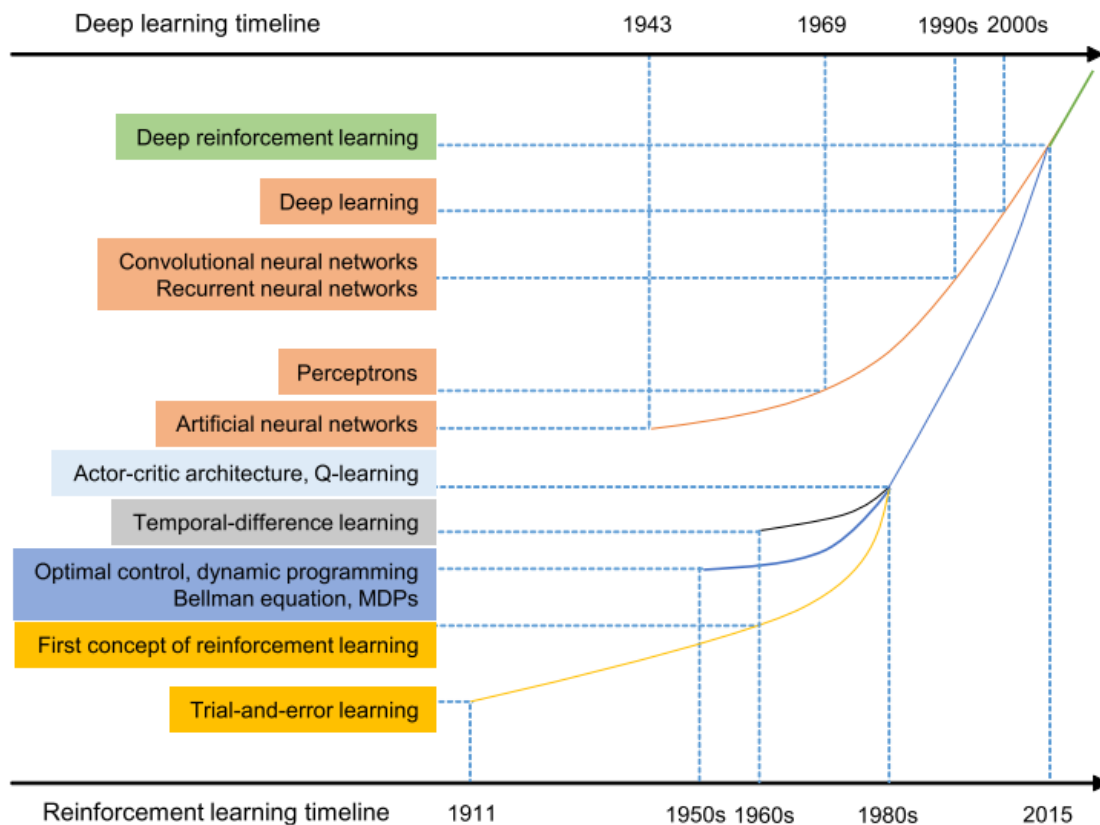 Deep learning timeline
1943
1969
1990s
2000s
Deep reinforcement learning
Deep learning
Convolutional neural networks
Recurrent neural networks
Perceptrons
Artificial neural networks
Actor-critic architecture, Q-learning
Temporal-difference learning
Optimal control, dynamic programming
Bellman equation, MDPs
First concept of reinforcement learning
Trial-and-error learning
Reinforcement learning timeline
1911
1950s
1960s
1980s
2015